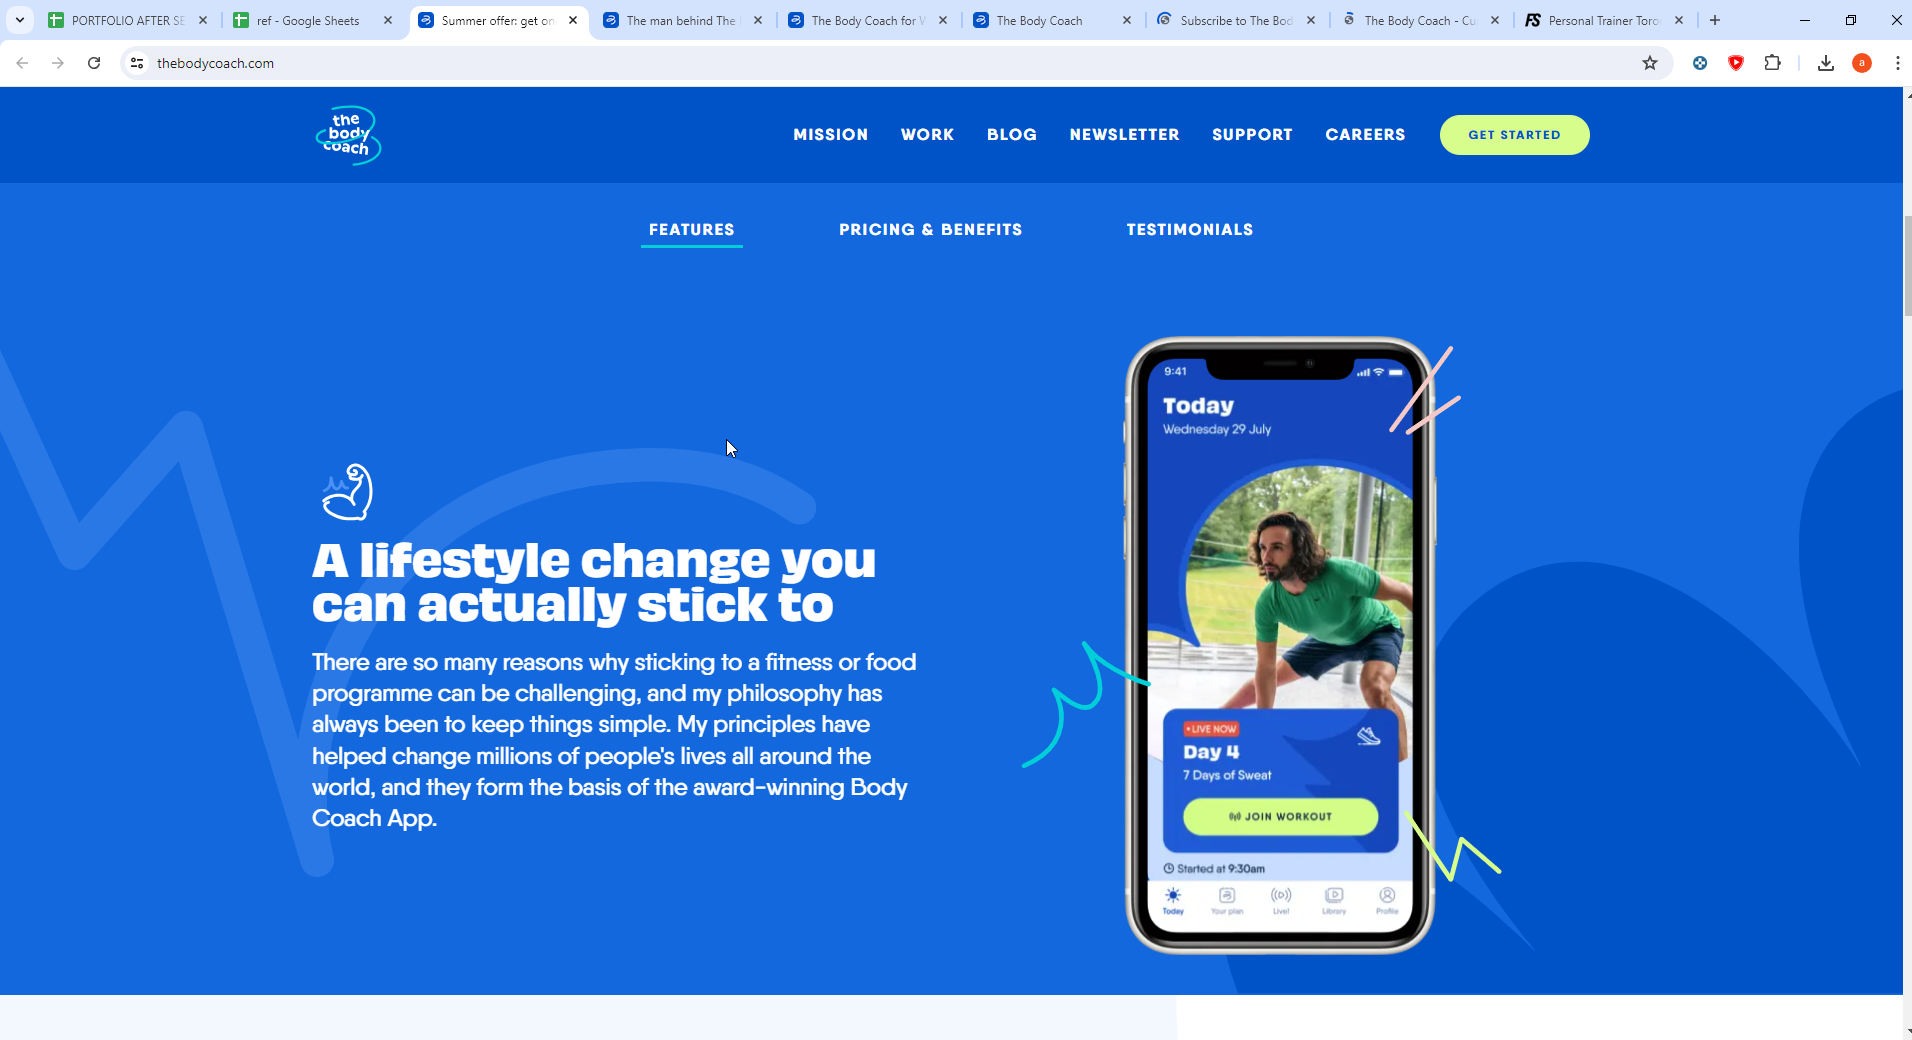 PORTFOLIO AFTER SE
ref - Google Sheets
Summer offer: get on
The man behind The
The Body Coach for W
The Body Coach
Subscribe to The Bod
The Body Coach - Cu
FS Personal Trainer Toro
thebodycoach.com
a
the
body
coach
MISSION
WORK
BLOG
NEWSLETTER
SUPPORT
CAREERS
GET STARTED
FEATURES
PRICING & BENEFITS
TESTIMONIALS
A lifestyle change you
can actually stick to
There are so many reasons why sticking to a fitness or food
programme can be challenging, and my philosophy has
always been to keep things simple. My principles have
helped change millions of people's lives all around the
world, and they form the basis of the award-winning Body
Coach App.
9:41
Today
Wednesday 29 July
LIVE NOW
Day 4
7 Days of Sweat
JOIN WORKOUT
Started at 9:30am
Today
Your plan
Live!
Library
Profile